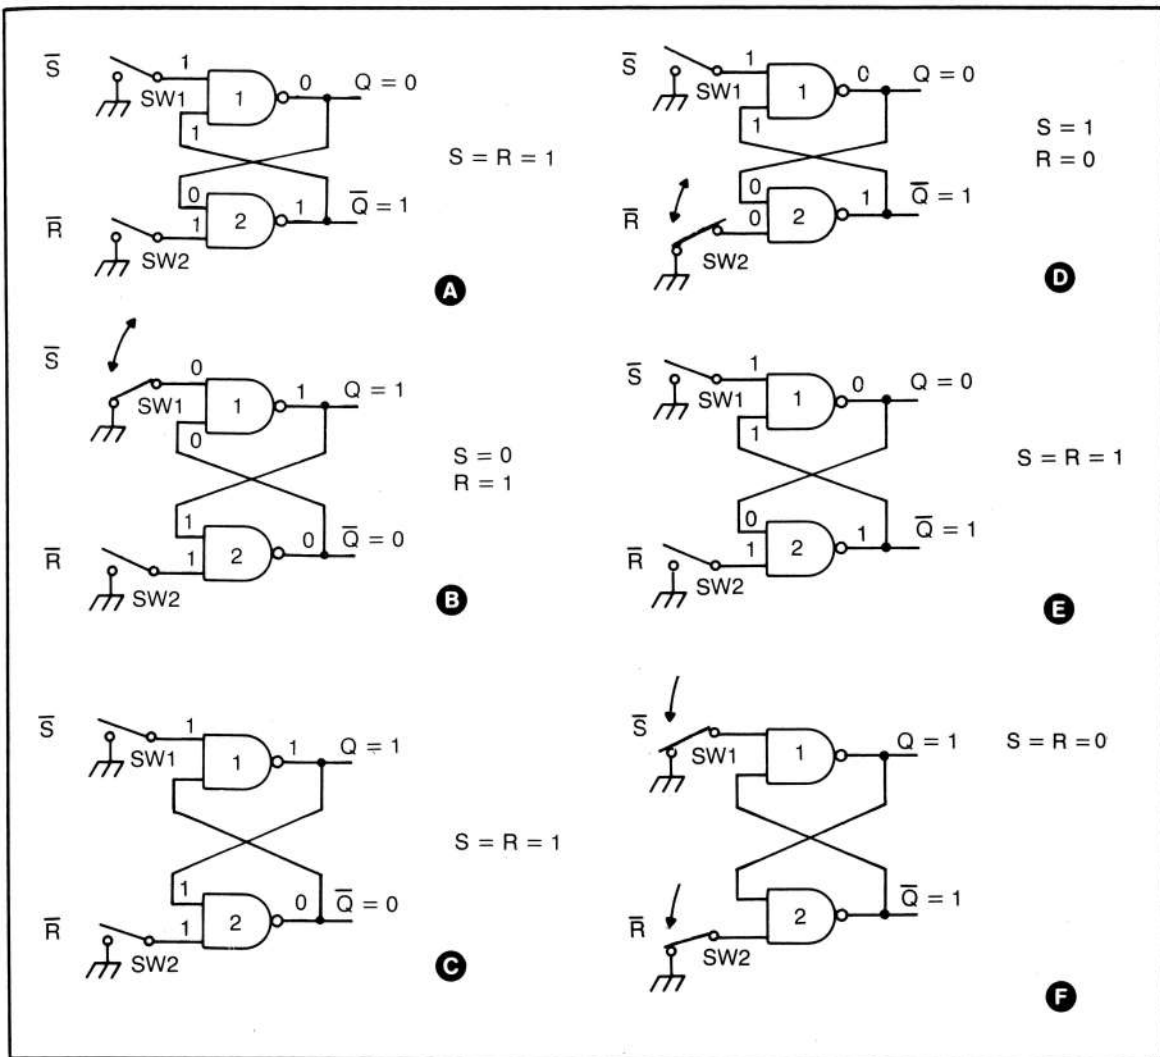 S̅
1
SW1
1
0
Q = 0
1
S = R = 1
0
R̅
1
SW2
2
1
Q̅ = 1
A
S̅
0
SW1
1
1
Q = 1
0
S = 0
R = 1
1
R̅
1
SW2
2
0
Q̅ = 0
B
S̅
1
SW1
1
1
Q = 1
S = R = 1
1
R̅
1
SW2
2
0
Q̅ = 0
C
S̅
1
SW1
1
0
Q = 0
1
S = 1
R = 0
0
R̅
0
SW2
2
1
Q̅ = 1
D
S̅
1
SW1
1
0
Q = 0
1
S = R = 1
0
R̅
1
SW2
2
1
Q̅ = 1
E
S̅
SW1
1
Q = 1
S = R = 0
R̅
SW2
2
Q̅ = 1
F